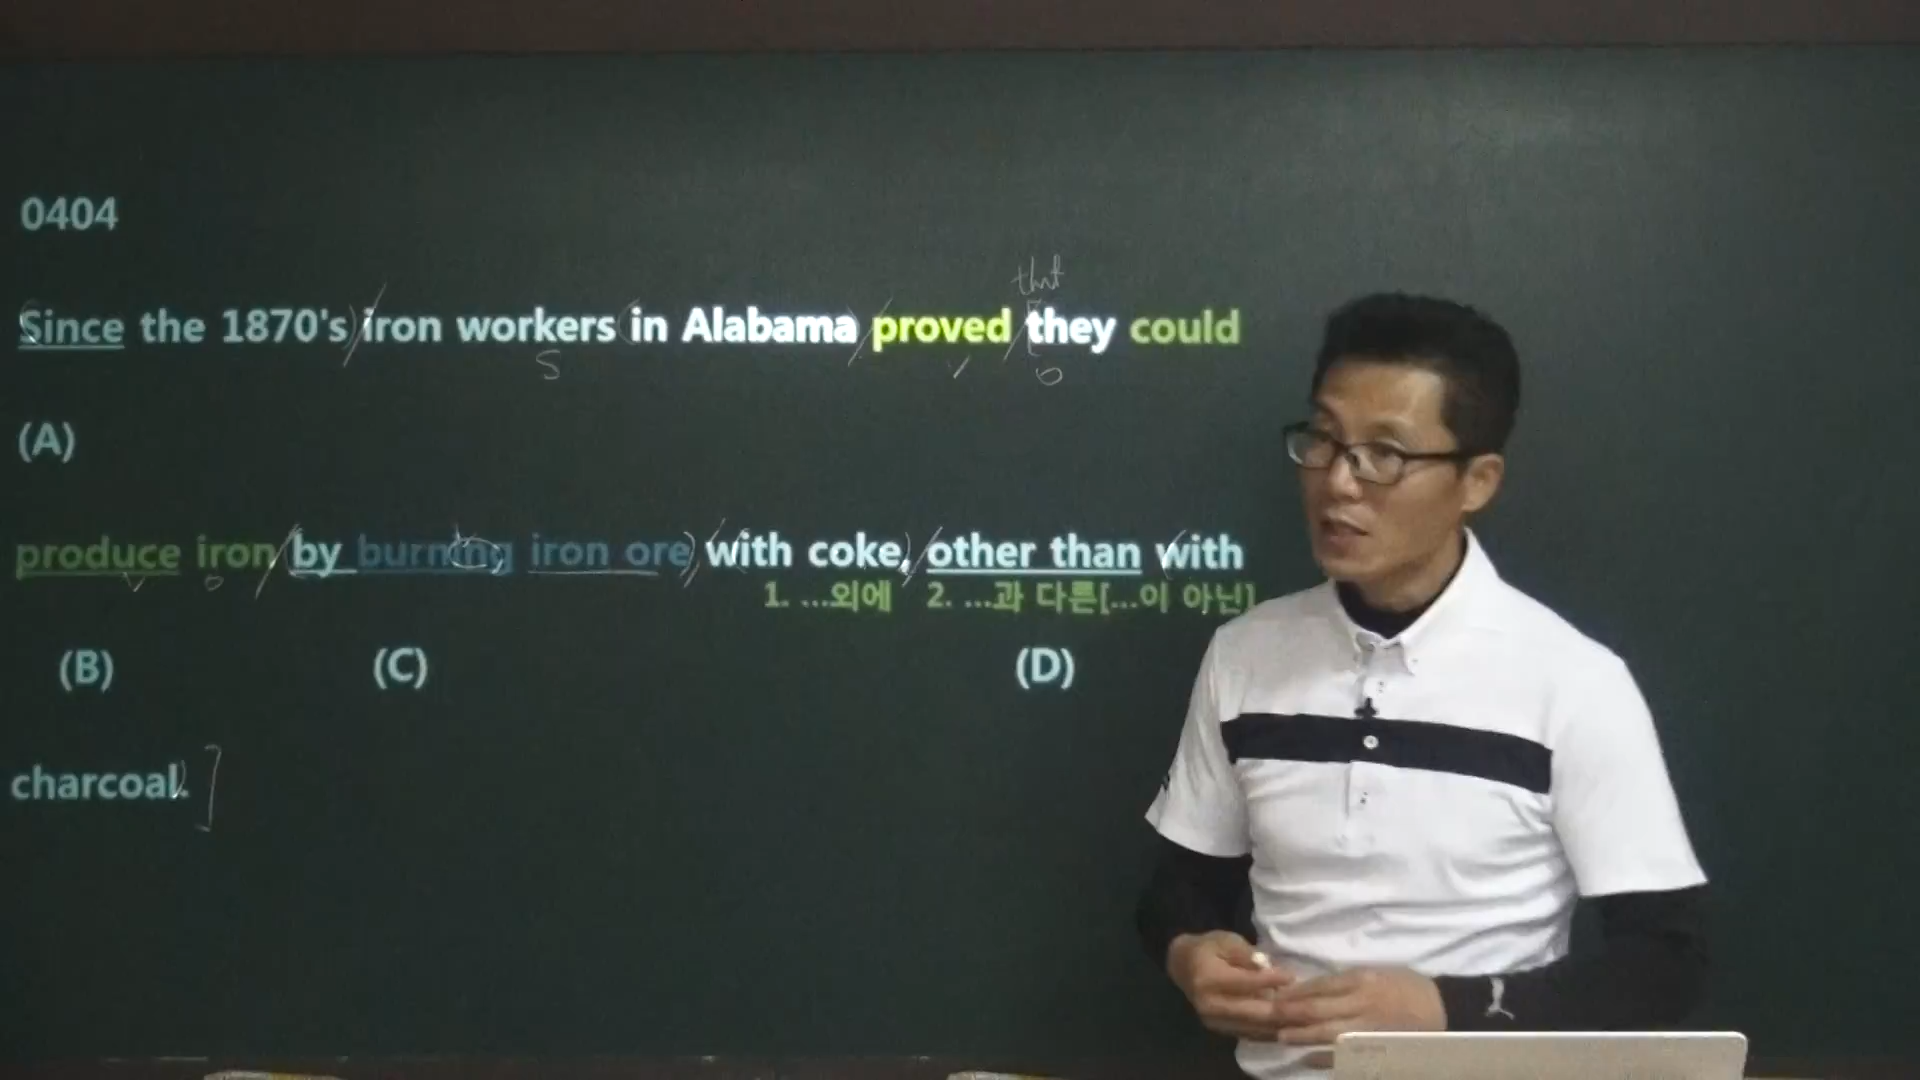 0404
that
Since the 1870's iron workers in Alabama proved they could
S V O
(A)
produce iron by burning iron ore with coke, other than with
V O
1. ...외에 2. ...과 다른[...이 아닌]
(B) (C) (D)
charcoal. ]